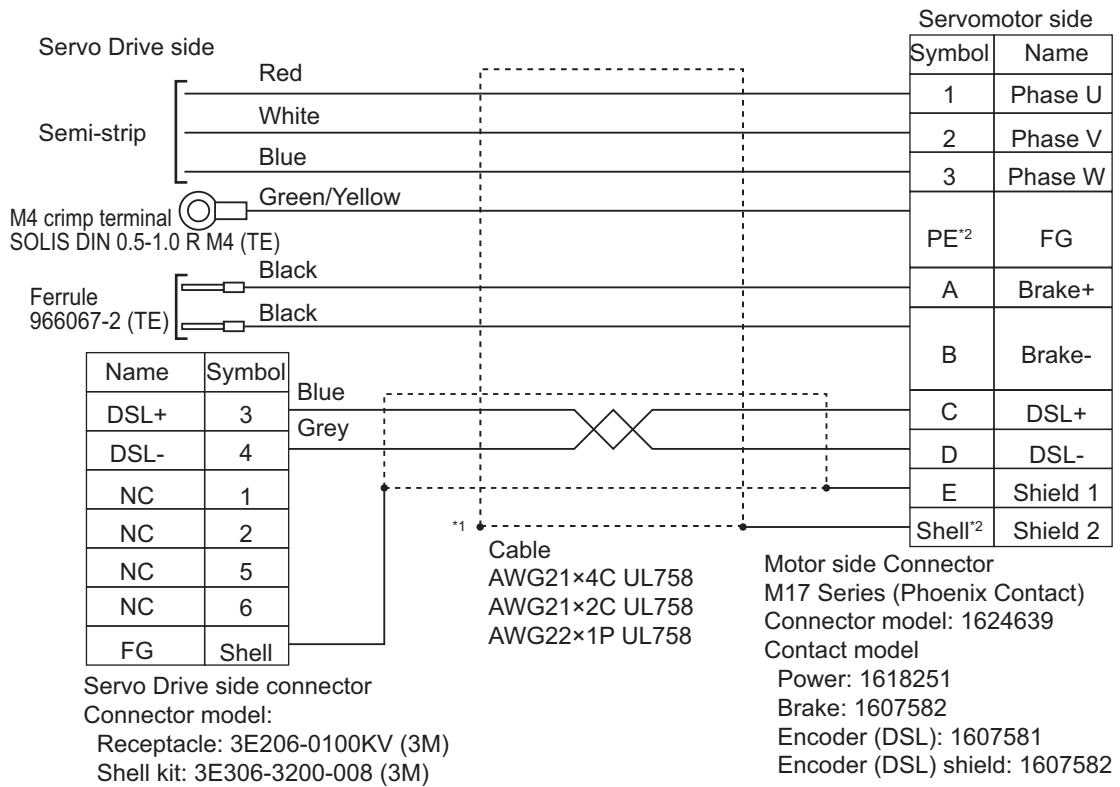 Servomotor side
Servo Drive side
Symbol Name
Red
1 Phase U
White
Semi-strip
2 Phase V
Blue
3 Phase W
Green/Yellow
M4 crimp terminal
SOLIS DIN 0.5-1.0 R M4 (TE)
PE*2 FG
Black
A Brake+
Ferrule
966067-2 (TE)
Black
B Brake-
Name Symbol
Blue
DSL+ 3
C DSL+
Grey
DSL- 4
D DSL-
NC 1
E Shield 1
NC 2
*1
Shell*2 Shield 2
NC 5
NC 6
FG Shell
Cable
AWG21×4C UL758
AWG21×2C UL758
AWG22×1P UL758
Motor side Connector
M17 Series (Phoenix Contact)
Connector model: 1624639
Contact model
Power: 1618251
Brake: 1607582
Encoder (DSL): 1607581
Encoder (DSL) shield: 1607582
Servo Drive side connector
Connector model:
Receptacle: 3E206-0100KV (3M)
Shell kit: 3E306-3200-008 (3M)